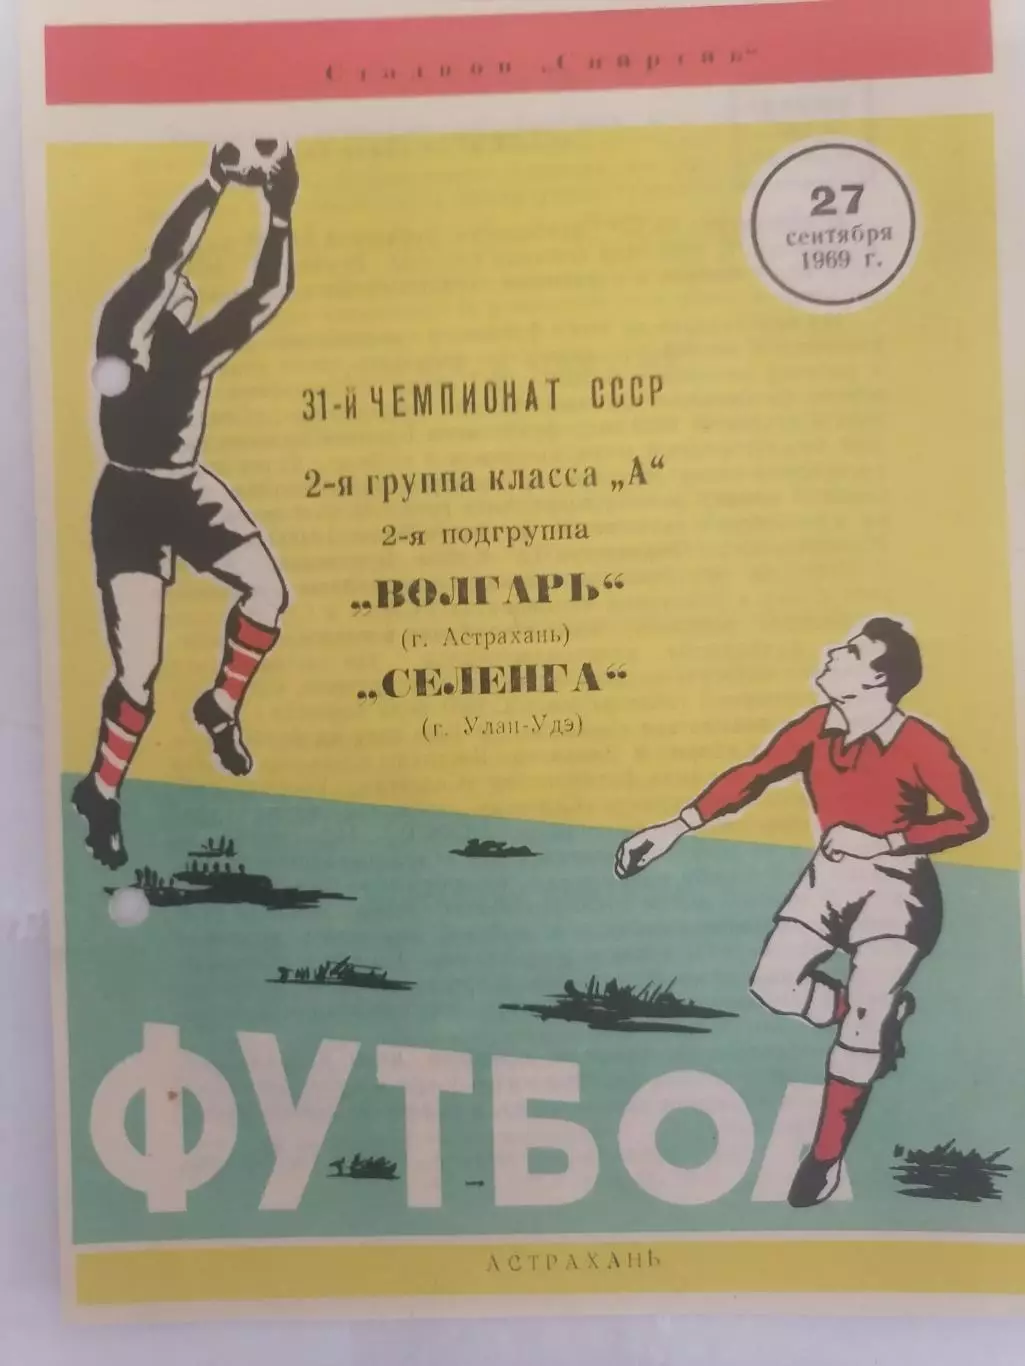 Стадион „Спартак“
27
сентября
1969 г.
31-й ЧЕМПИОНАТ СССР
2-я группа класса „А“
2-я подгруппа
„ВОЛГАРЬ“
(г. Астрахань)
„СЕЛЕНГА“
(г. Улан-Удэ)
ФУТБОЛ
АСТРАХАНЬ